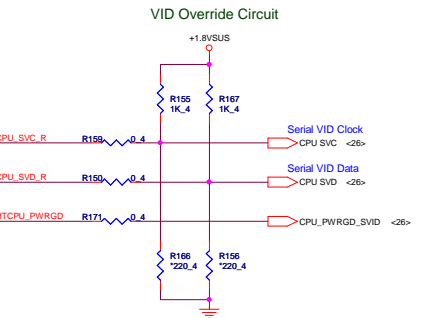 VID Override Circuit
+1.8VSUS
R155
1K_4
R167
1K_4
Serial VID Clock
CPU_SVC_R
R159
0_4
CPU SVC <26>
Serial VID Data
CPU_SVD_R
R150
0_4
CPU SVD <26>
HTCPU_PWRGD
R171
0_4
CPU_PWRGD_SVID <26>
R166
*220_4
R156
*220_4